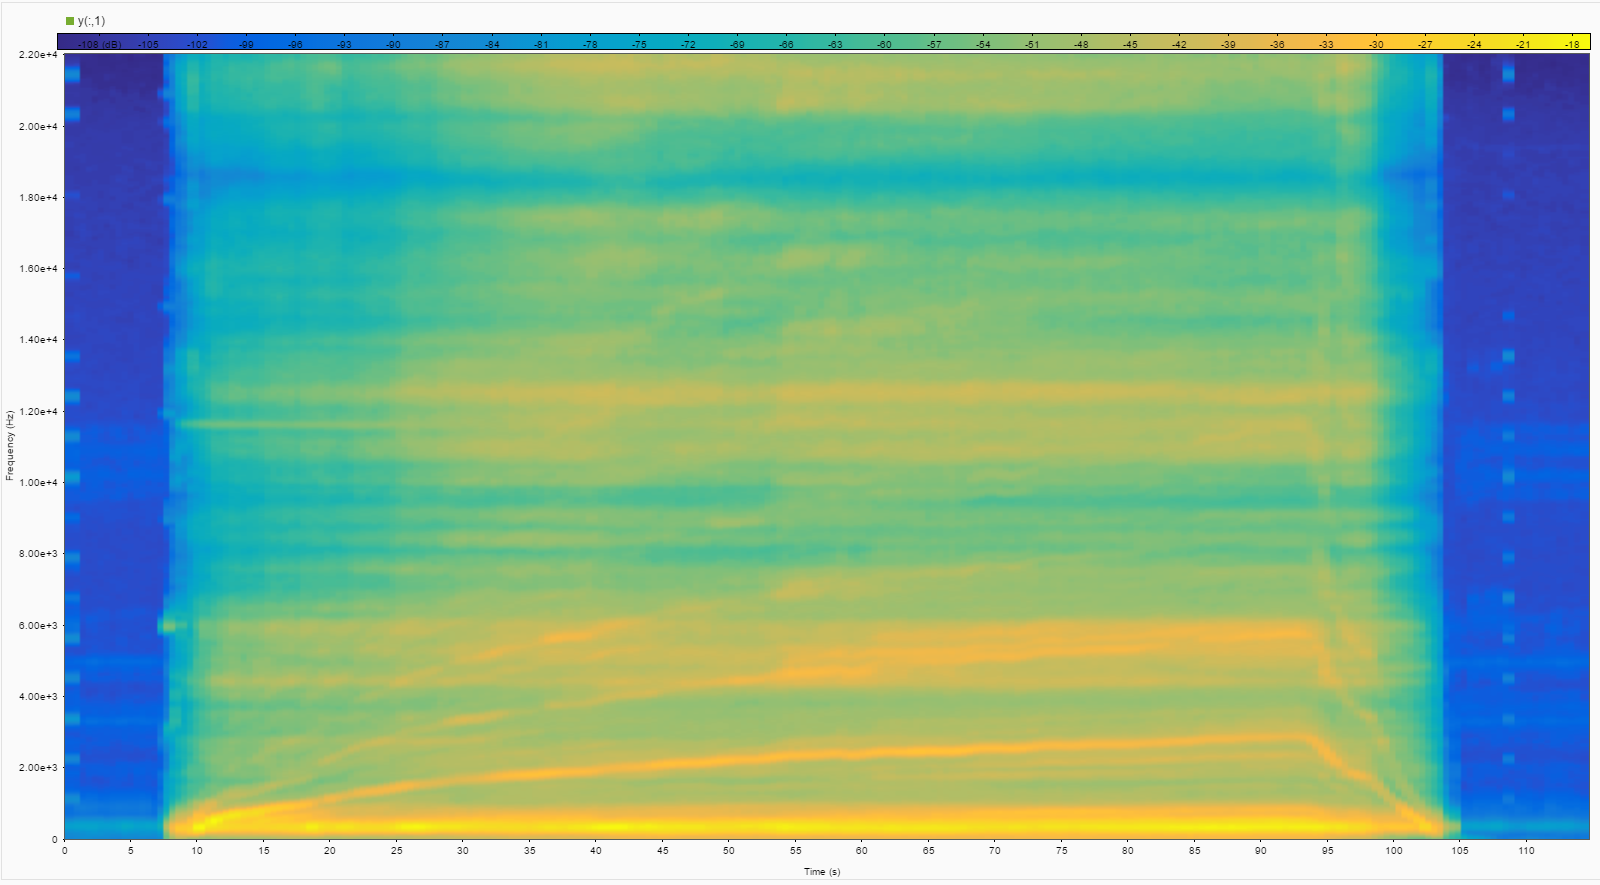 y(:,1)
-108 (dB) -105 -102 -99 -96 -93 -90 -87 -84 -81 -78 -75 -72 -69 -66 -63 -60 -57 -54 -51 -48 -45 -42 -39 -36 -33 -30 -27 -24 -21 -18
2.20e+4
2.00e+4
1.80e+4
1.60e+4
1.40e+4
1.20e+4
Frequency (Hz)
1.00e+4
8.00e+3
6.00e+3
4.00e+3
2.00e+3
0
0 5 10 15 20 25 30 35 40 45 50 55 60 65 70 75 80 85 90 95 100 105 110
Time (s)